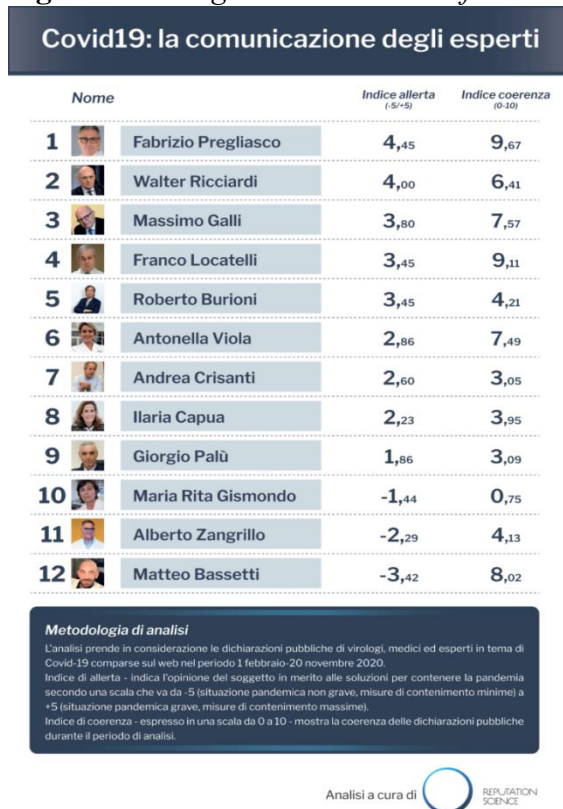 Covid19: la comunicazione degli esperti
Nome Indice allerta Indice coerenza
(-5/+5) (0-10)
1 Fabrizio Pregliasco 4,45 9,67
2 Walter Ricciardi 4,00 6,41
3 Massimo Galli 3,80 7,57
4 Franco Locatelli 3,45 9,11
5 Roberto Burioni 3,45 4,21
6 Antonella Viola 2,86 7,49
7 Andrea Crisanti 2,60 3,05
8 Ilaria Capua 2,23 3,95
9 Giorgio Palù 1,86 3,09
10 Maria Rita Gismondo -1,44 0,75
11 Alberto Zangrillo -2,29 4,13
12 Matteo Bassetti -3,42 8,02
Metodologia di analisi
L'analisi prende in considerazione le dichiarazioni pubbliche di virologi, medici ed esperti in tema di
Covid-19 comparse sul web nel periodo 1 febbraio-20 novembre 2020.
Indice di allerta - indica l'opinione del soggetto in merito alle soluzioni per contenere la pandemia
secondo una scala che va da -5 (situazione pandemica non grave, misure di contenimento minime) a
+5 (situazione pandemica grave, misure di contenimento massime).
Indice di coerenza - espresso in una scala da 0 a 10 - mostra la coerenza delle dichiarazioni pubbliche
durante il periodo di analisi.
Analisi a cura di REPUTATION
SCIENCE